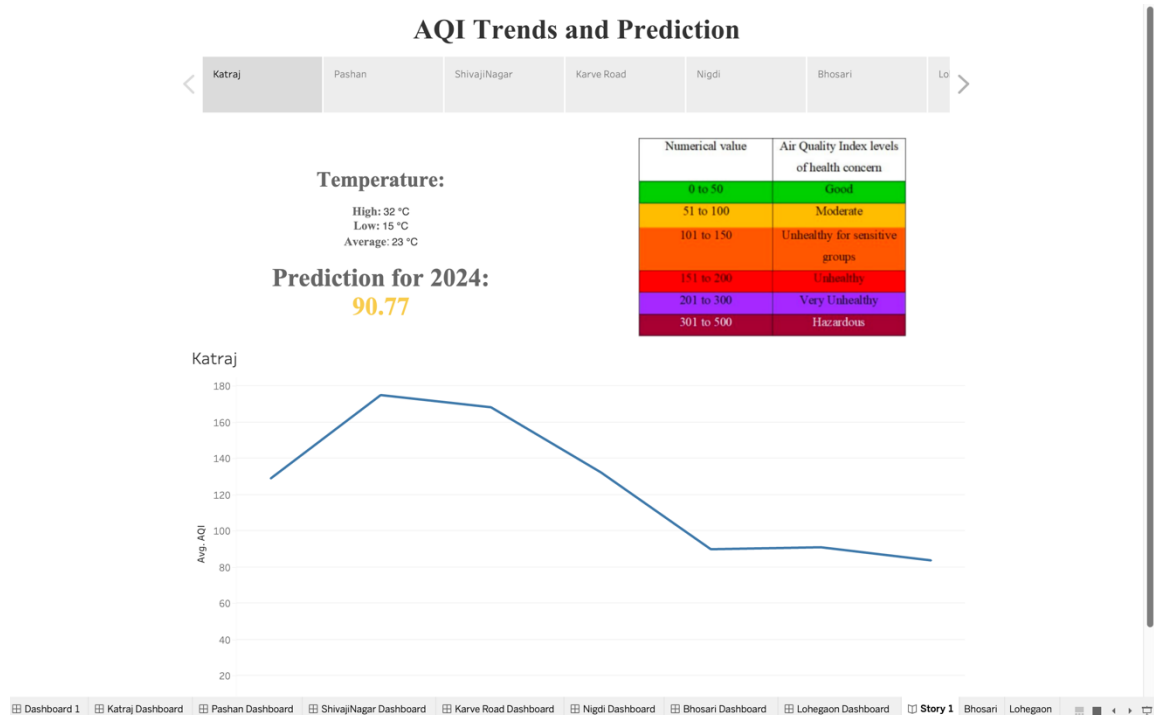 AQI Trends and Prediction
Katraj
Pashan
ShivajiNagar
Karve Road
Nigdi
Bhosari
Lo
Temperature:
High: 32 °C
Low: 15 °C
Average: 23 °C
Prediction for 2024:
90.77
Numerical value Air Quality Index levels
of health concern
0 to 50 Good
51 to 100 Moderate
101 to 150 Unhealthy for sensitive
groups
151 to 200 Unhealthy
201 to 300 Very Unhealthy
301 to 500 Hazardous
Katraj
180
160
140
120
100
80
60
40
20
Avg. AQI
Dashboard 1 Katraj Dashboard Pashan Dashboard ShivajiNagar Dashboard Karve Road Dashboard Nigdi Dashboard Bhosari Dashboard Lohegaon Dashboard Story 1 Bhosari Lohegaon